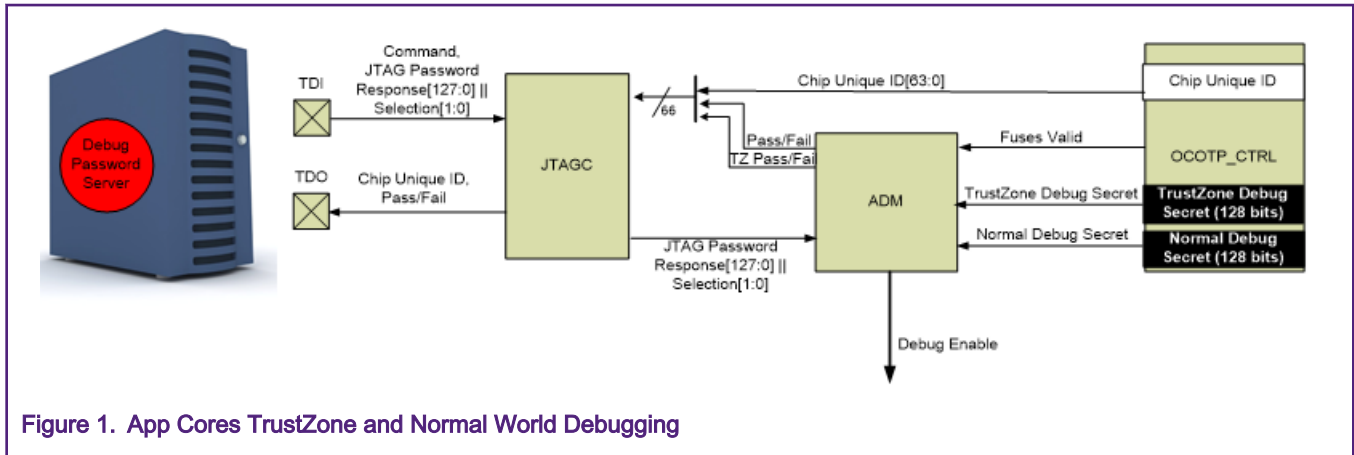 Debug
Password
Server
TDI
TDO
Command,
JTAG Password
Response[127:0] ||
Selection[1:0]
Chip Unique ID,
Pass/Fail
JTAGC
66
Chip Unique ID[63:0]
Pass/Fail
TZ Pass/Fai
JTAG Password
Response[127:0] ||
Selection[1:0]
ADM
Fuses Valid
TrustZone Debug Secret
Normal Debug Secret
Debug Enable
Chip Unique ID
OCOTP_CTRL
TrustZone Debug
Secret (128 bits)
Normal Debug
Secret (128 bits)
Figure 1. App Cores TrustZone and Normal World Debugging